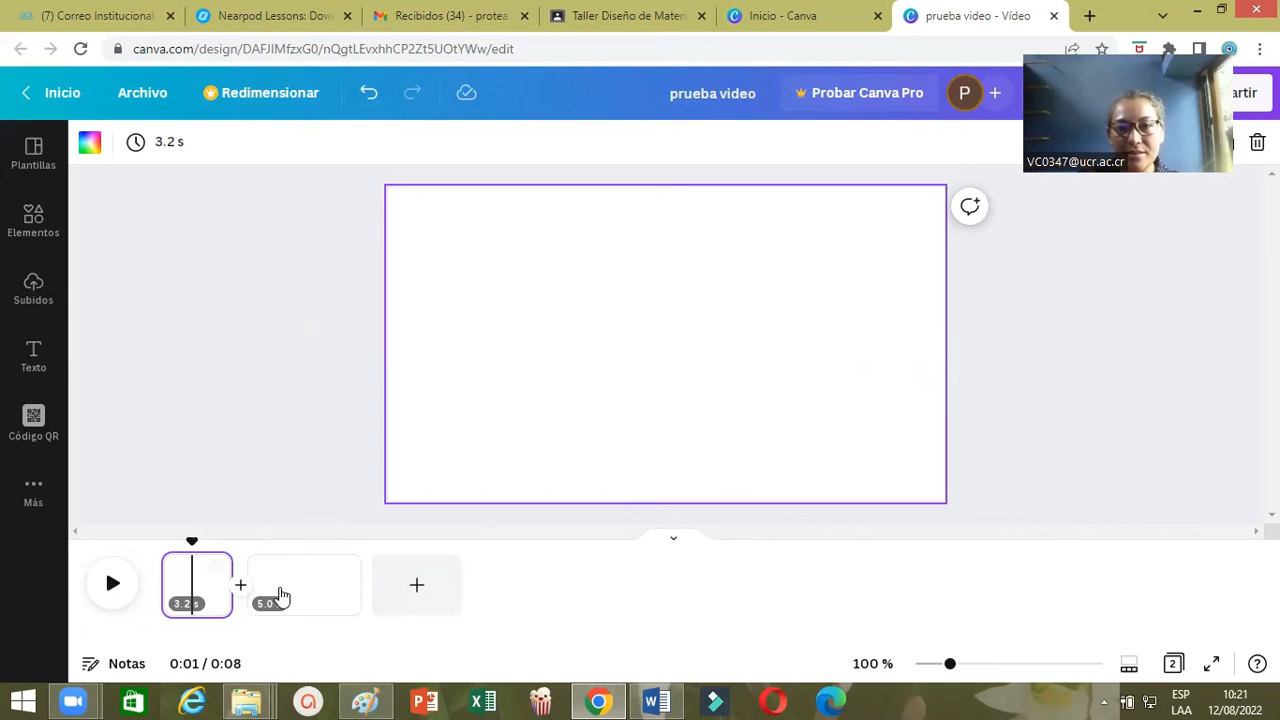 (7) Correo Institucional
Nearpod Lessons: Dow
Recibidos (34) - protea
Taller Diseño de Materi
Inicio - Canva
prueba video - Vídeo
canva.com/design/DAFJIMfzxG0/nQgtLEvxhhCP2Zt5UOtYWw/edit
Inicio
Archivo
Redimensionar
prueba video
Probar Canva Pro
P
rtir
3.2 s
VC0347@ucr.ac.cr
Plantillas
Elementos
Subidos
Texto
Código QR
Más
3.2 s
5.0
Notas
0:01 / 0:08
100 %
2
ESP
LAA
10:21
12/08/2022